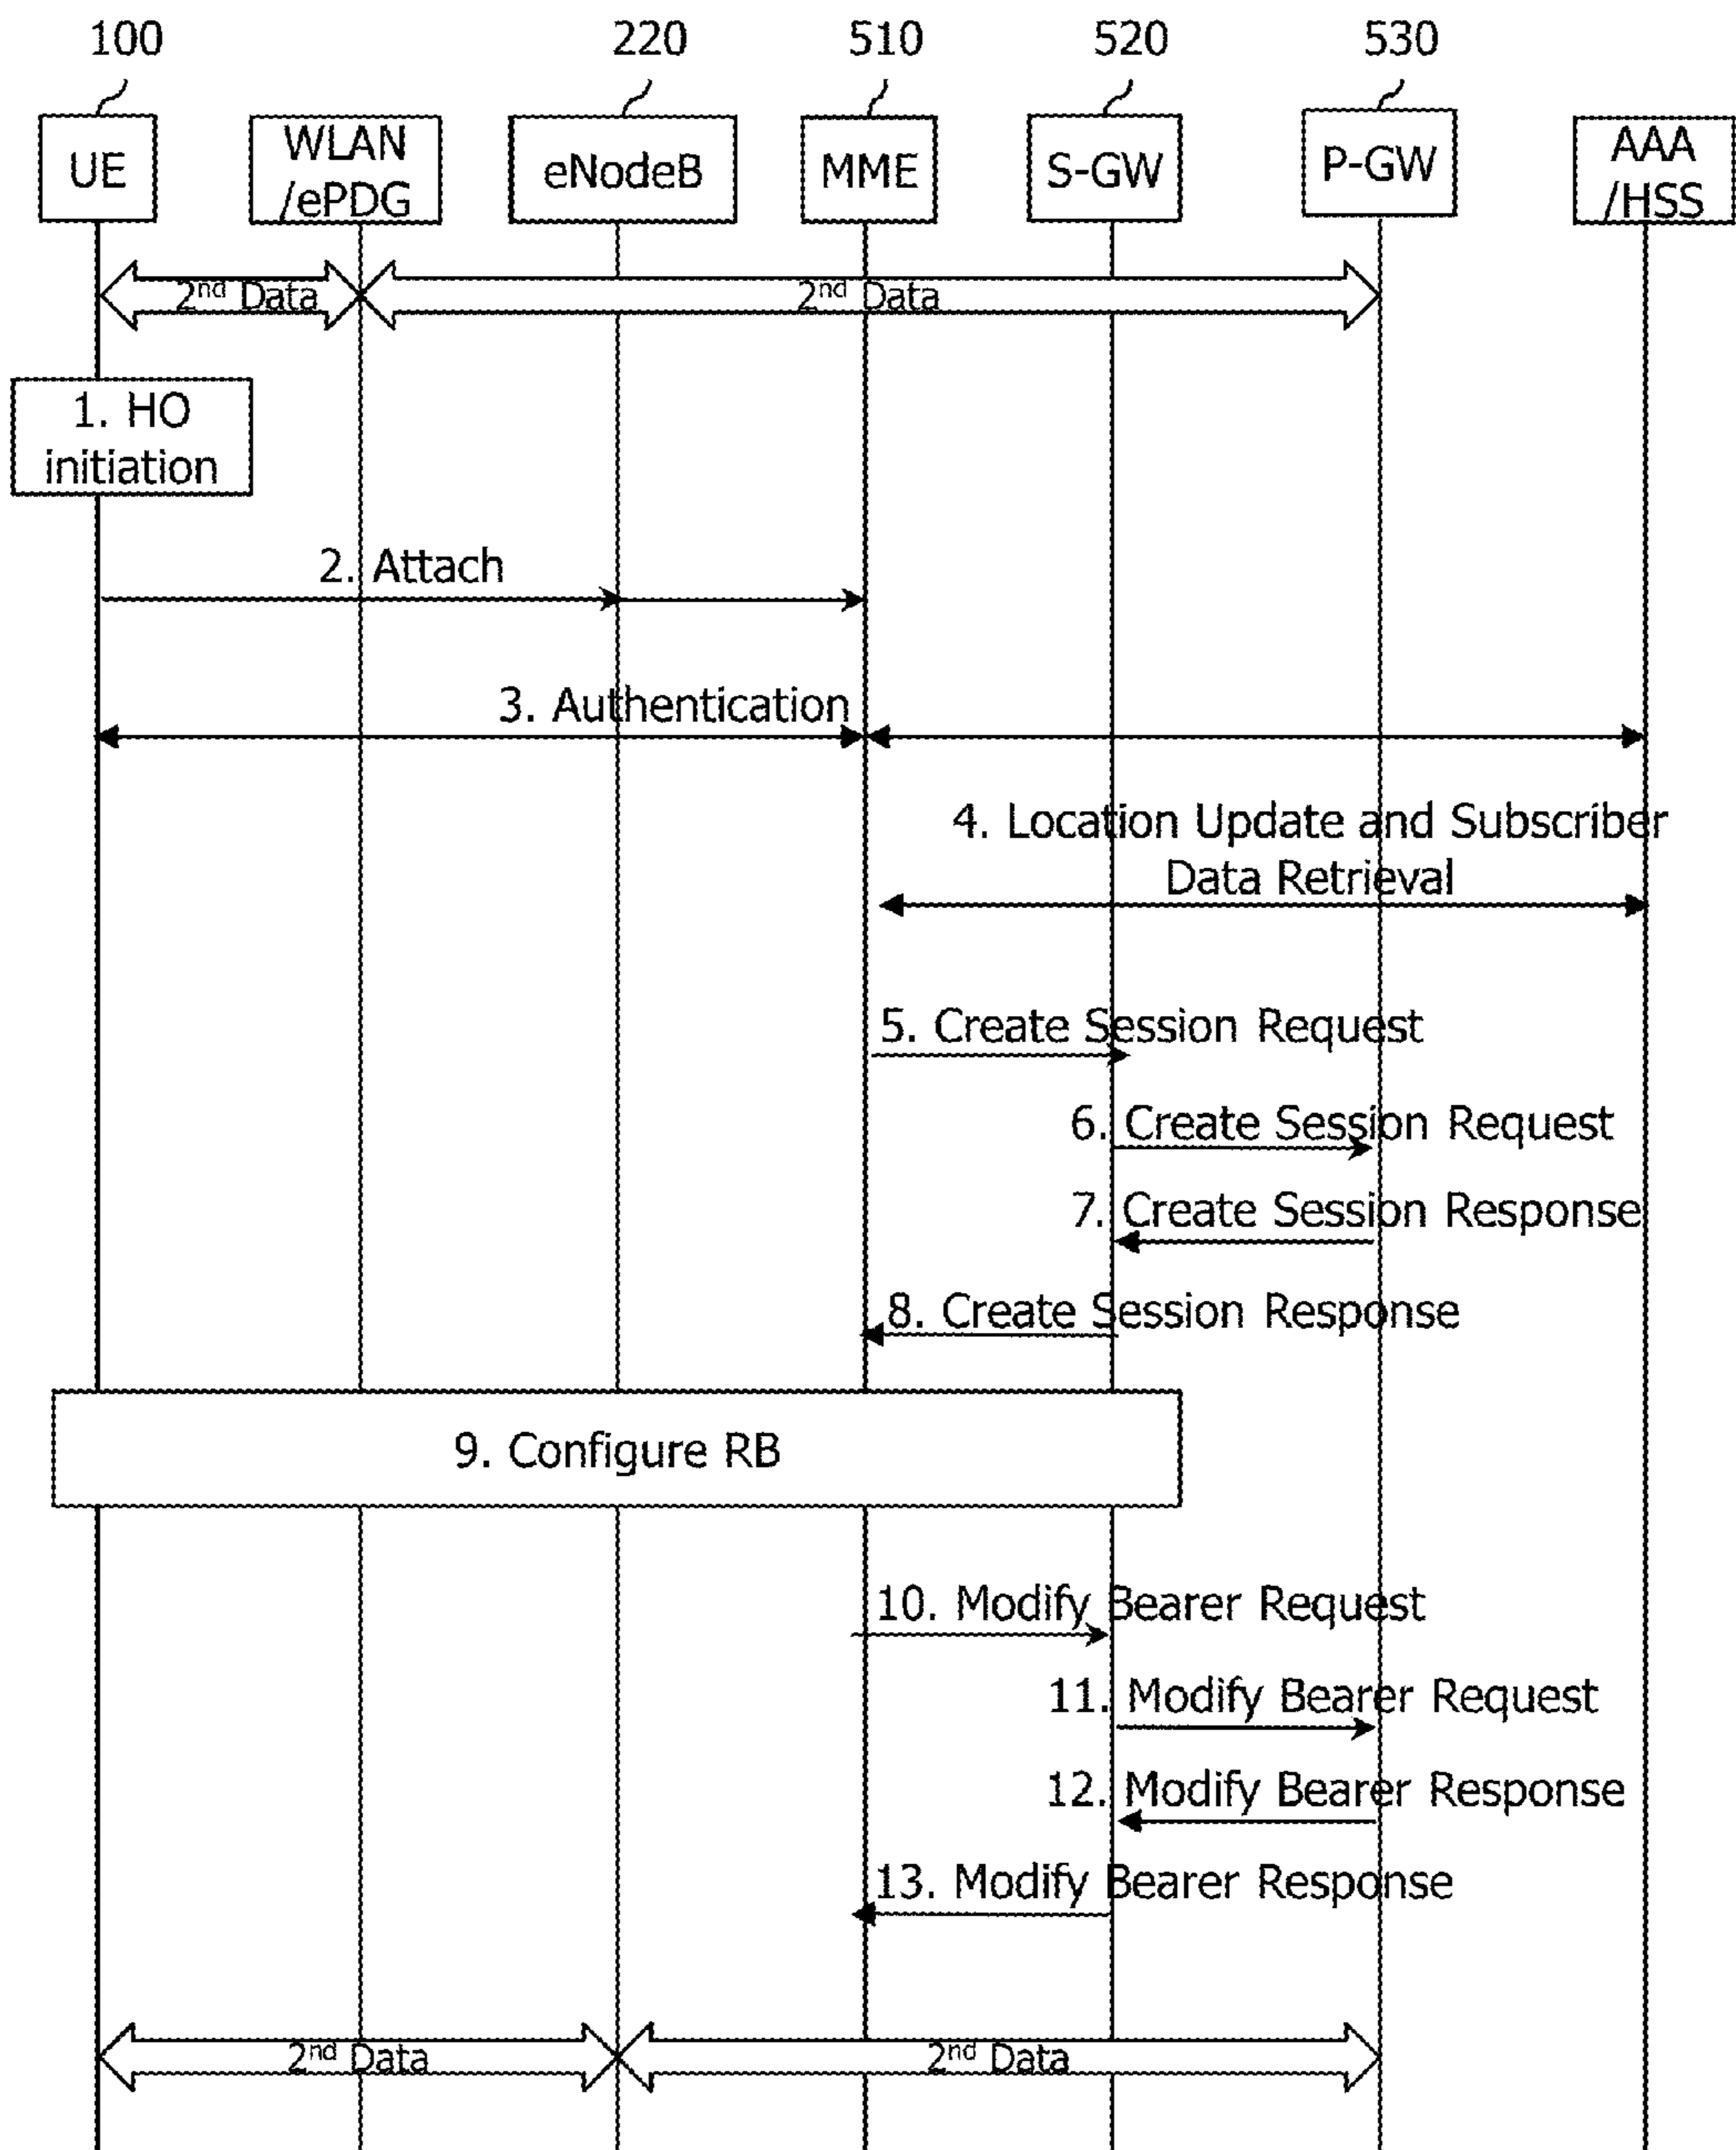 100
220
510
520
530
UE
WLAN
/ePDG
eNodeB
MME
S-GW
P-GW
AAA
/HSS
2nd Data
2nd Data
1. HO
initiation
2. Attach
3. Authentication
4. Location Update and Subscriber
Data Retrieval
5. Create Session Request
6. Create Session Request
7. Create Session Response
8. Create Session Response
9. Configure RB
10. Modify Bearer Request
11. Modify Bearer Request
12. Modify Bearer Response
13. Modify Bearer Response
2nd Data
2nd Data